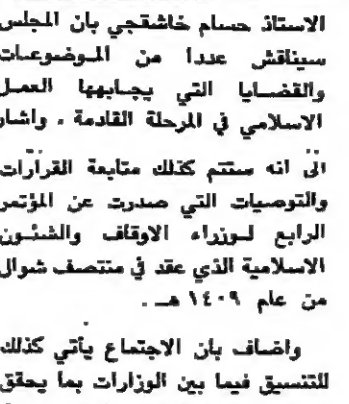 الاستاذ حسام خاشقجي بان المجلس
سيناقش عددا من الموضوعات
والقضايا التي يجابهها العمل
الاسلامي في المرحلة القادمة . واشار
الى انه ستتم كذلك متابعة القرارات
والتوصيات التي صدرت عن المؤتمر
الرابع لوزراء الاوقاف والشئون
الاسلامية الذي عقد في منتصف شوال
من عام ١٤٠٩ هـ .
واضاف بان الاجتماع يأتي كذلك
للتنسيق فيما بين الوزارات بما يحقق